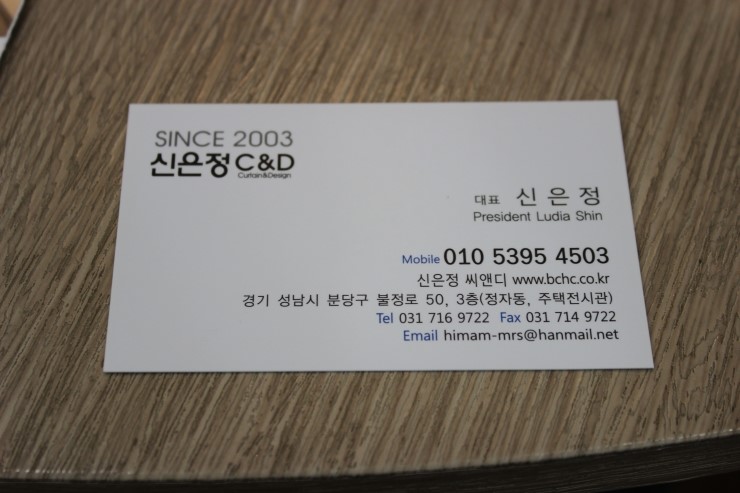 SINCE 2003
신은정 C&D
Curtain&Design
대표 신은정
President Ludia Shin
Mobile 010 5395 4503
신은정 씨앤디 www.bchc.co.kr
경기 성남시 분당구 불정로 50, 3층(정자동, 주택전시관)
Tel 031 716 9722 Fax 031 714 9722
Email himam-mrs@hanmail.net